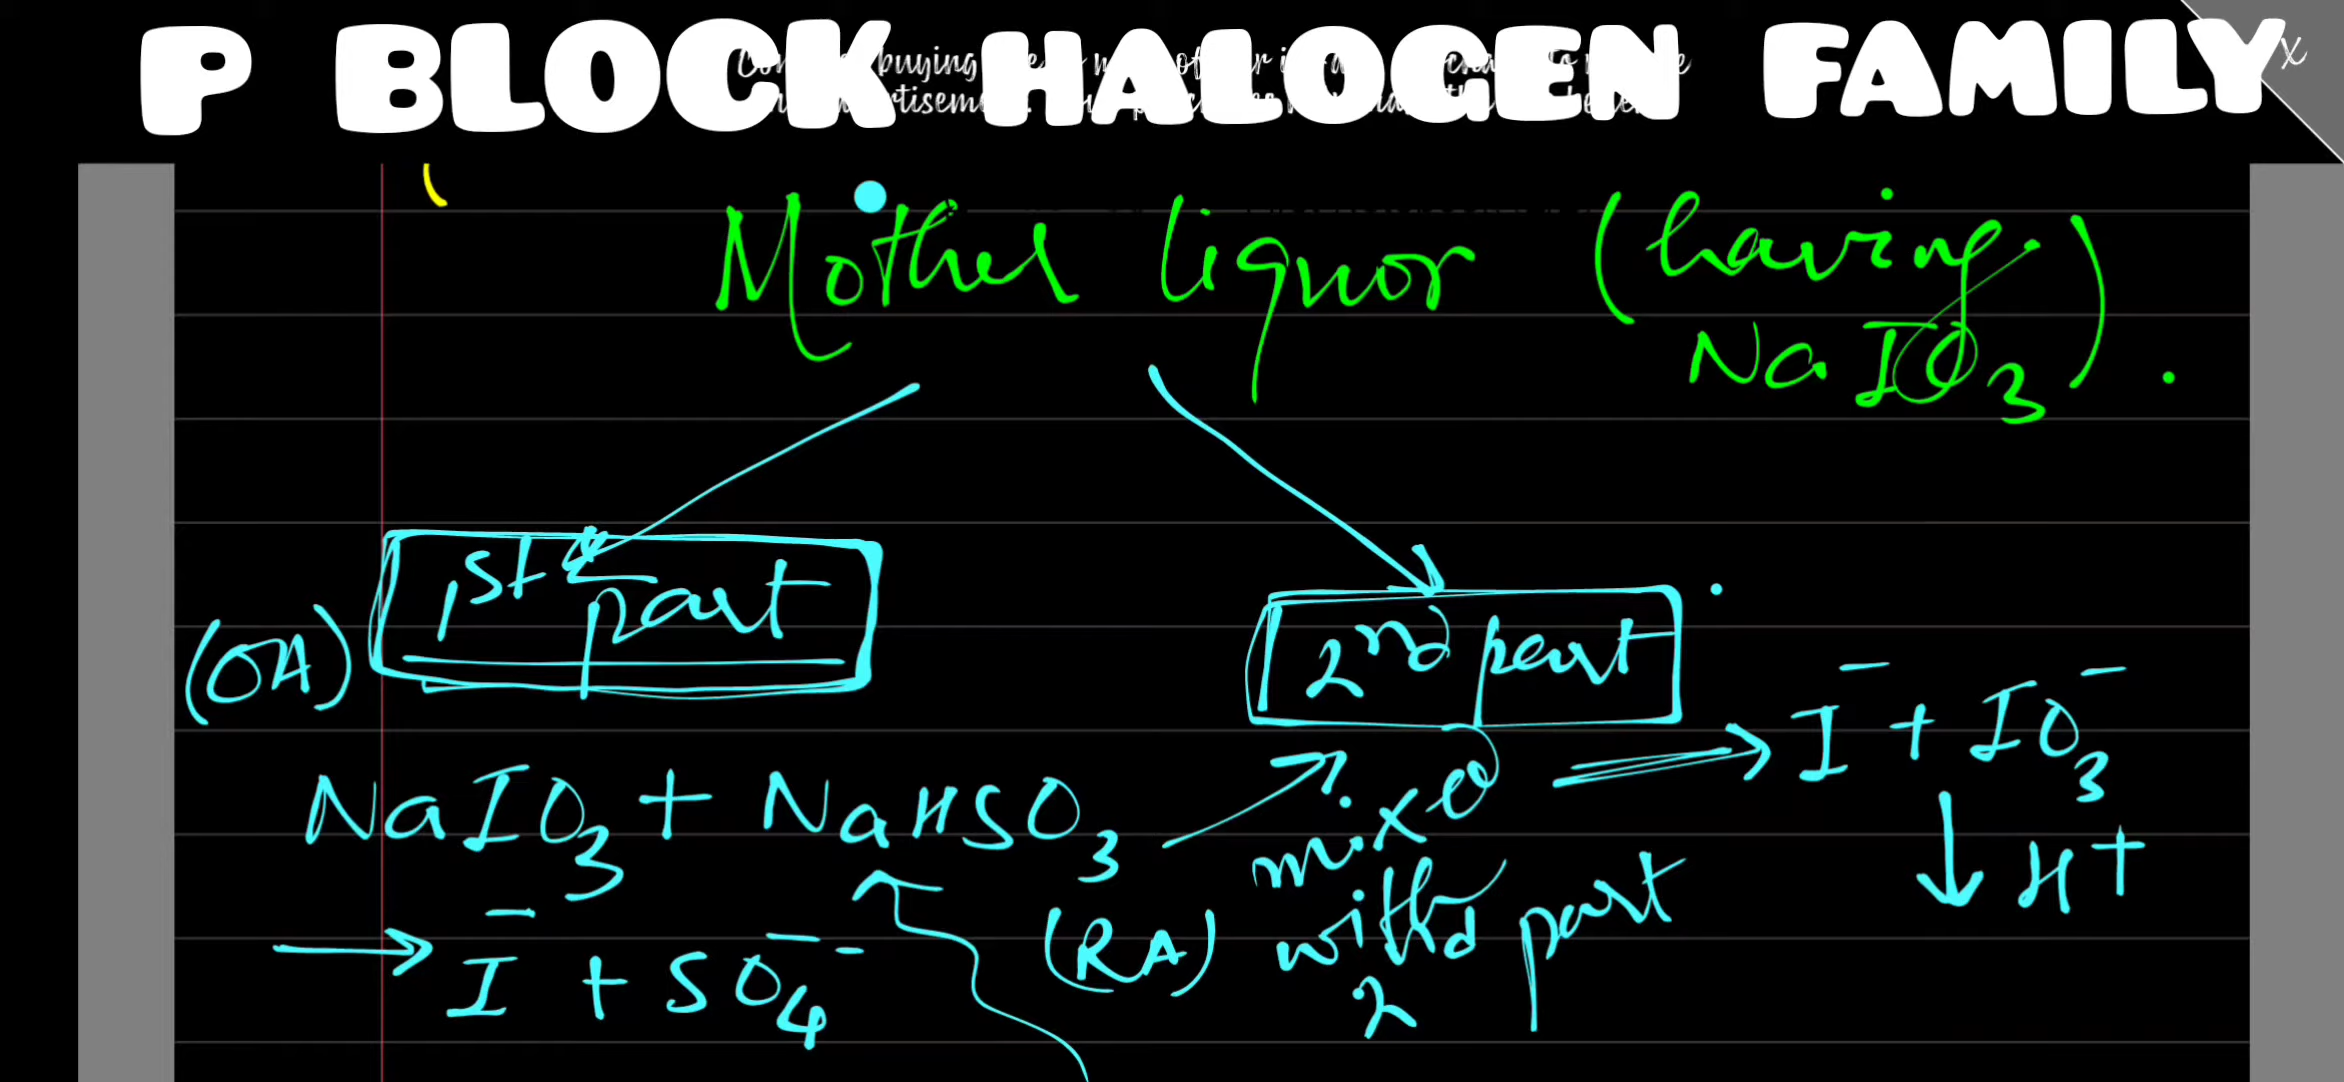 P BLOCK HALOGEN FAMILY
x
Mother liquor (having
NaIO3).
1st part
(OA)
2nd part
I⁻ + IO3⁻
NaIO3 + NaHSO3
mixed
with
2nd part
↓ H+
(RA)
→ I⁻ + SO4⁻⁻